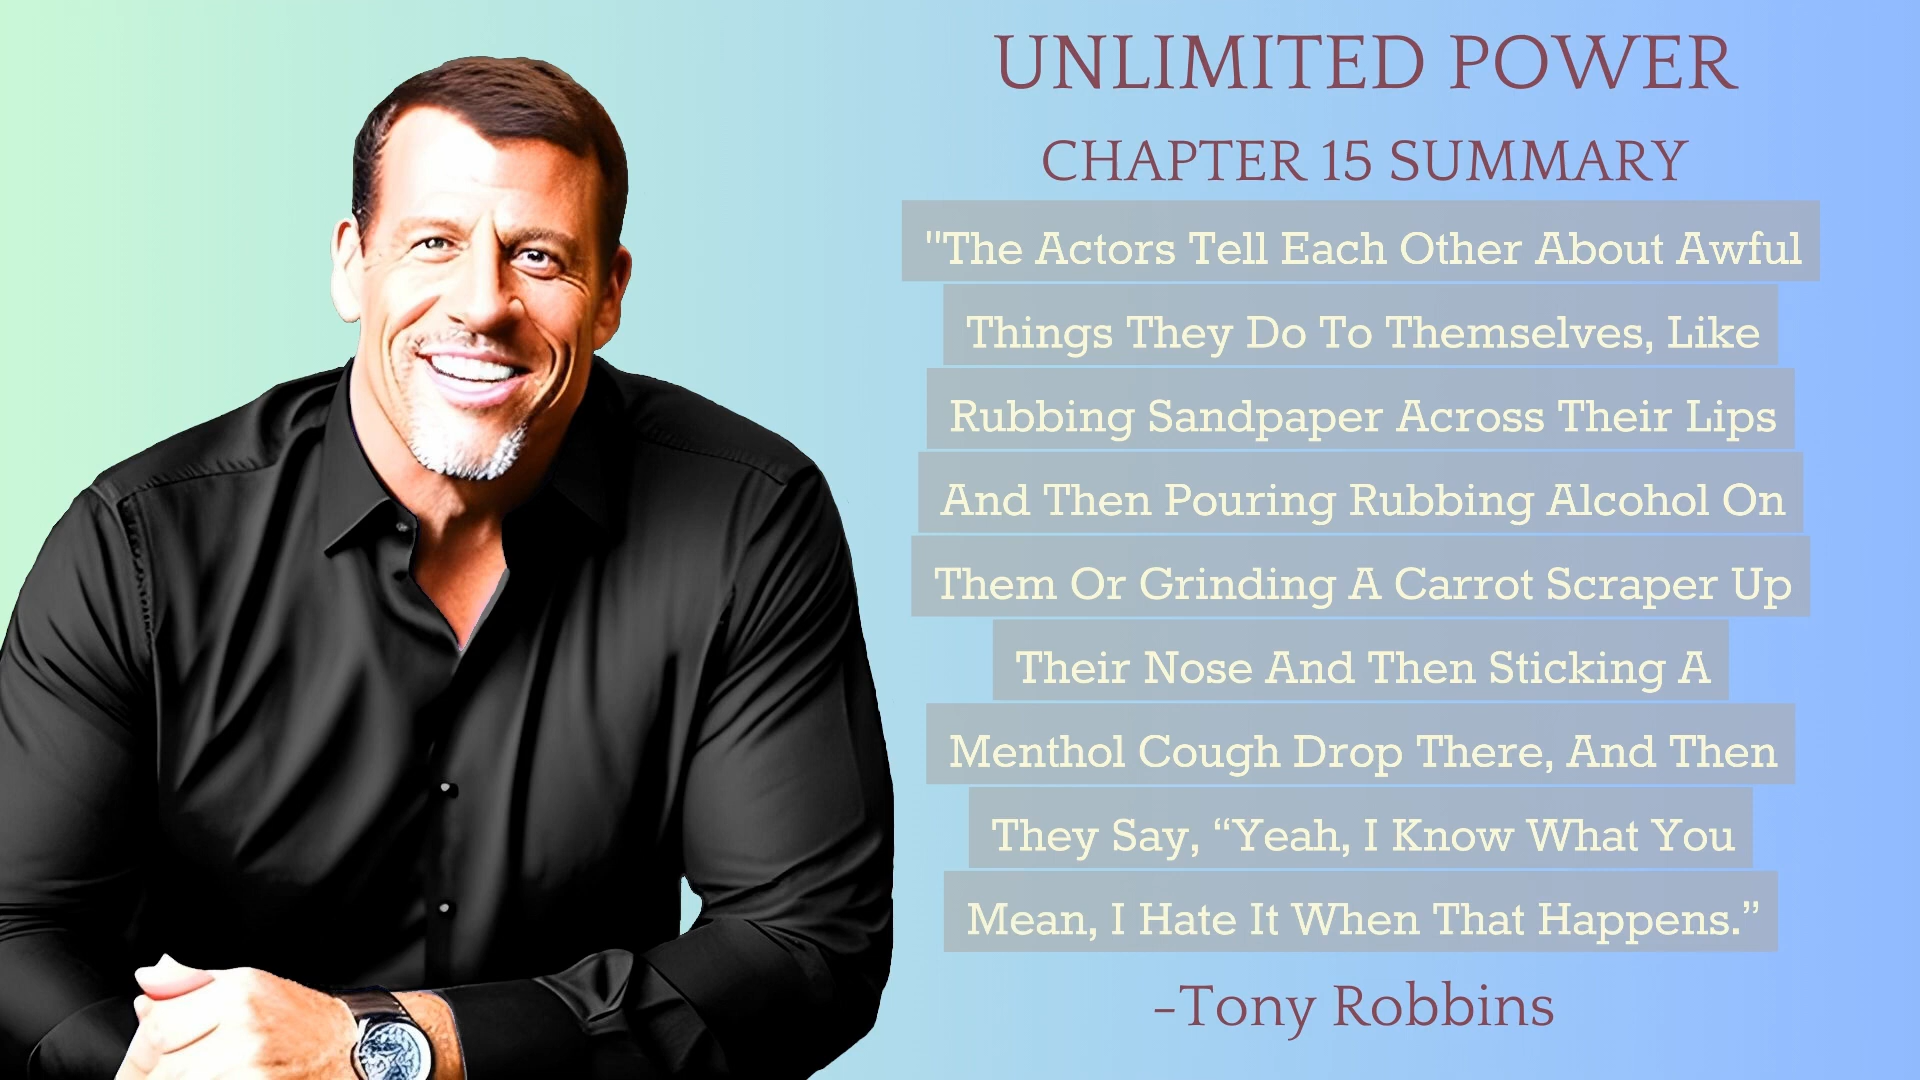 UNLIMITED POWER
CHAPTER 15 SUMMARY
"The Actors Tell Each Other About Awful
Things They Do To Themselves, Like
Rubbing Sandpaper Across Their Lips
And Then Pouring Rubbing Alcohol On
Them Or Grinding A Carrot Scraper Up
Their Nose And Then Sticking A
Menthol Cough Drop There, And Then
They Say, “Yeah, I Know What You
Mean, I Hate It When That Happens.”
-Tony Robbins